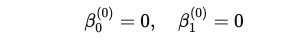 β₀⁽⁰⁾ = 0, β₁⁽⁰⁾ = 0